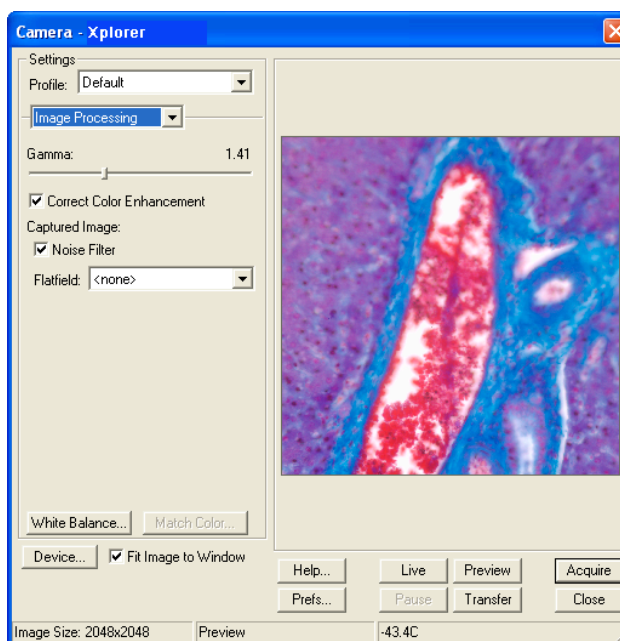 Camera - Xplorer
Settings
Profile: Default
Image Processing
Gamma: 1.41
Correct Color Enhancement
Captured Image:
Noise Filter
Flatfield: <none>
White Balance... Match Color...
Device... Fit Image to Window
Help... Live Preview Acquire
Prefs... Pause Transfer Close
Image Size: 2048x2048 Preview -43.4C